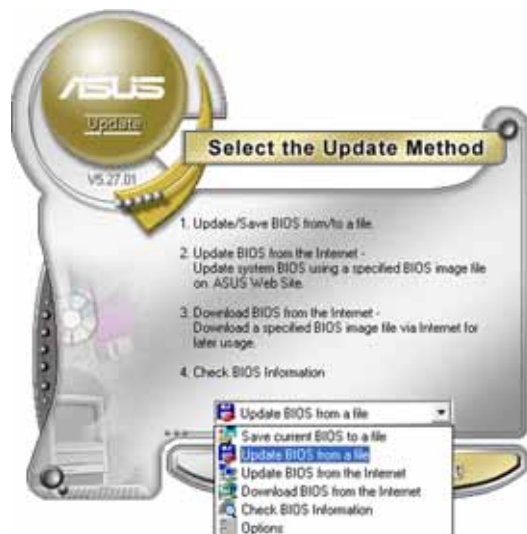 ASUS
Update
V5.27.01
Select the Update Method
1. Update/Save BIOS from/to a file.
2. Update BIOS from the Internet -
Update system BIOS using a specified BIOS image file
on ASUS Web Site.
3. Download BIOS from the Internet -
Download a specified BIOS image file via Internet for
later usage.
4. Check BIOS Information
Update BIOS from a file
Save current BIOS to a file
Update BIOS from a file
Update BIOS from the Internet
Download BIOS from the Internet
Check BIOS Information
Options